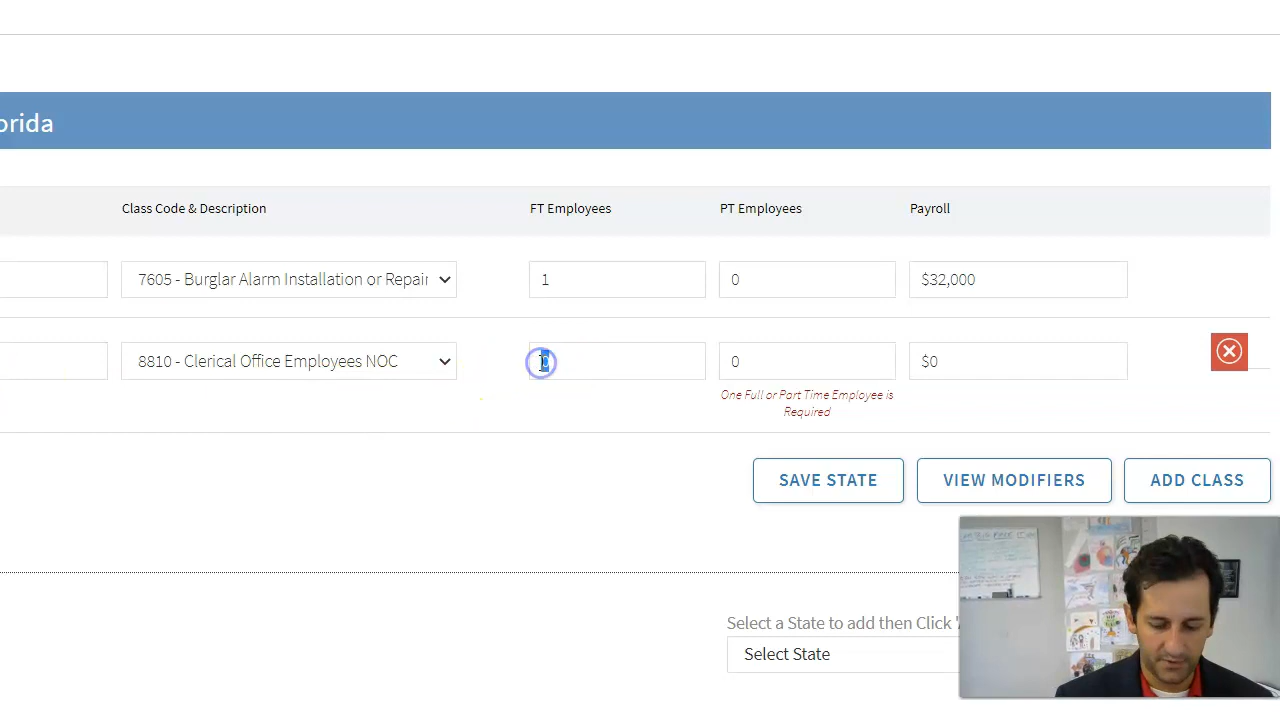 orida
Class Code & Description FT Employees PT Employees Payroll
7605 - Burglar Alarm Installation or Repair 1 0 $32,000
8810 - Clerical Office Employees NOC 0 0 $0
One Full or Part Time Employee is
Required
SAVE STATE VIEW MODIFIERS ADD CLASS
Select a State to add then Click '
Select State